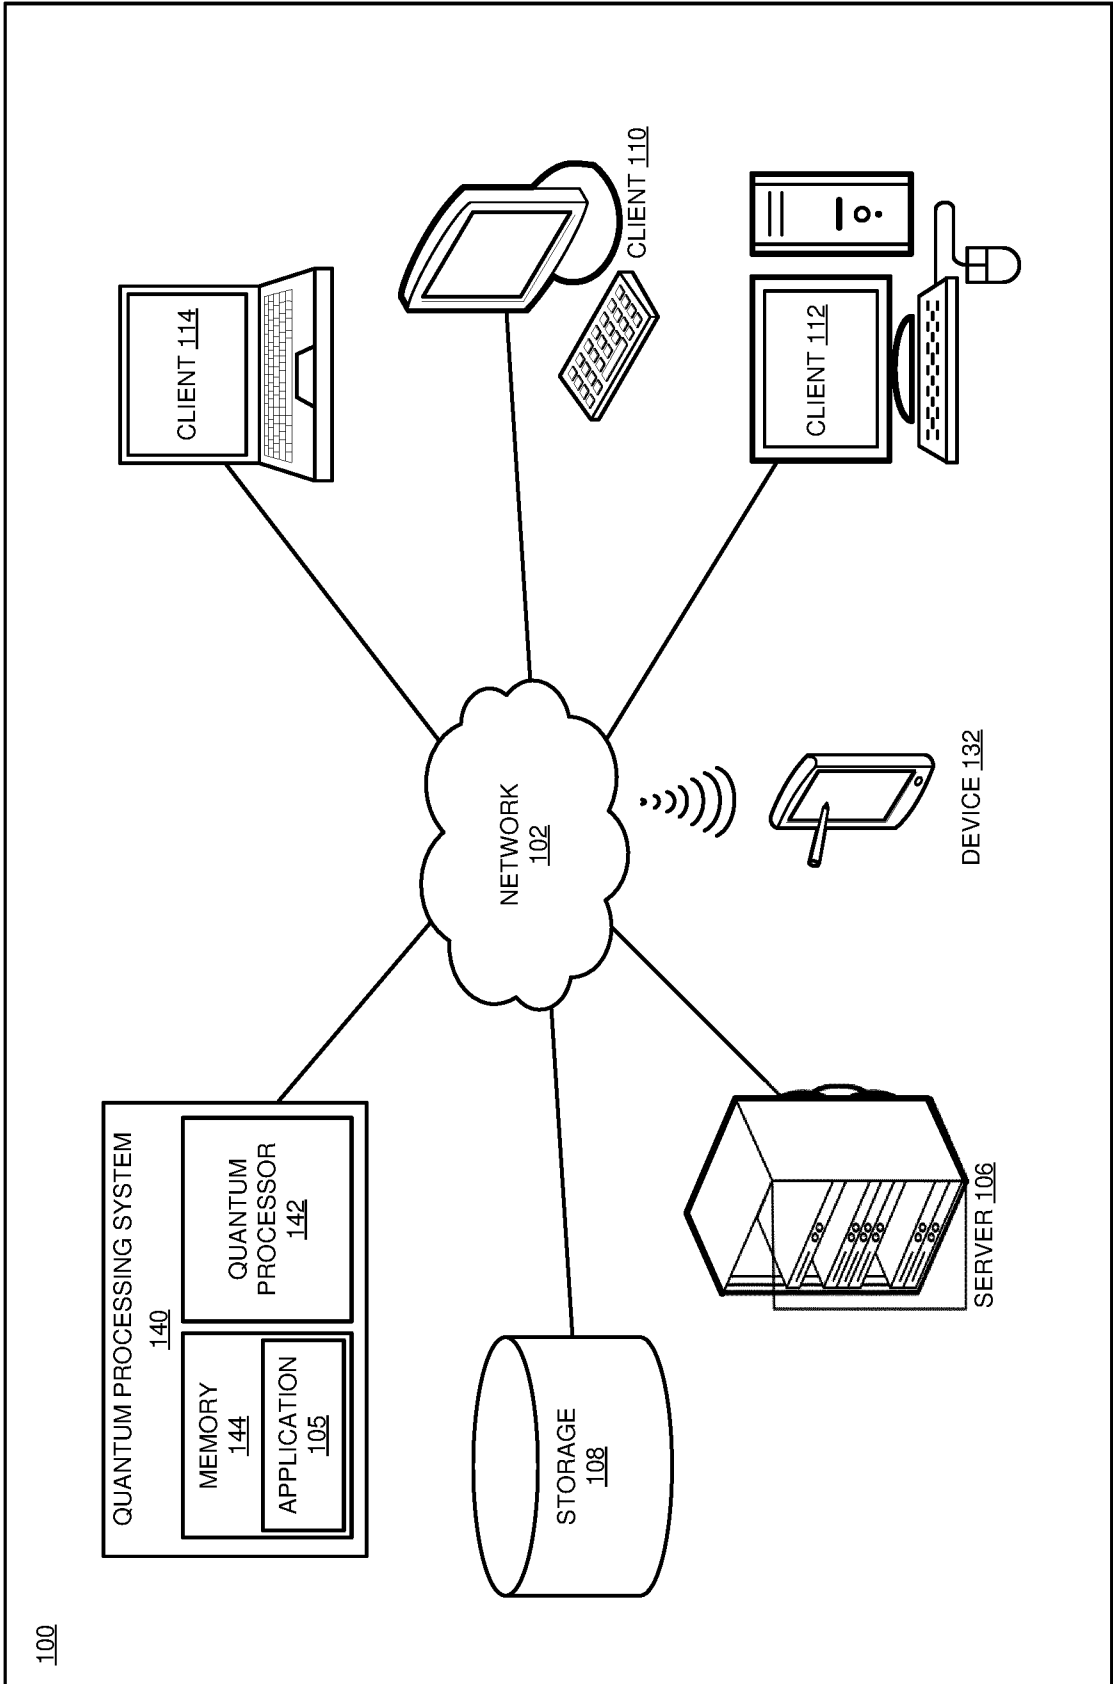 100
QUANTUM PROCESSING SYSTEM
140
MEMORY
144
APPLICATION
105
QUANTUM
PROCESSOR
142
CLIENT 114
STORAGE
108
NETWORK
102
CLIENT 110
SERVER 106
DEVICE 132
CLIENT 112